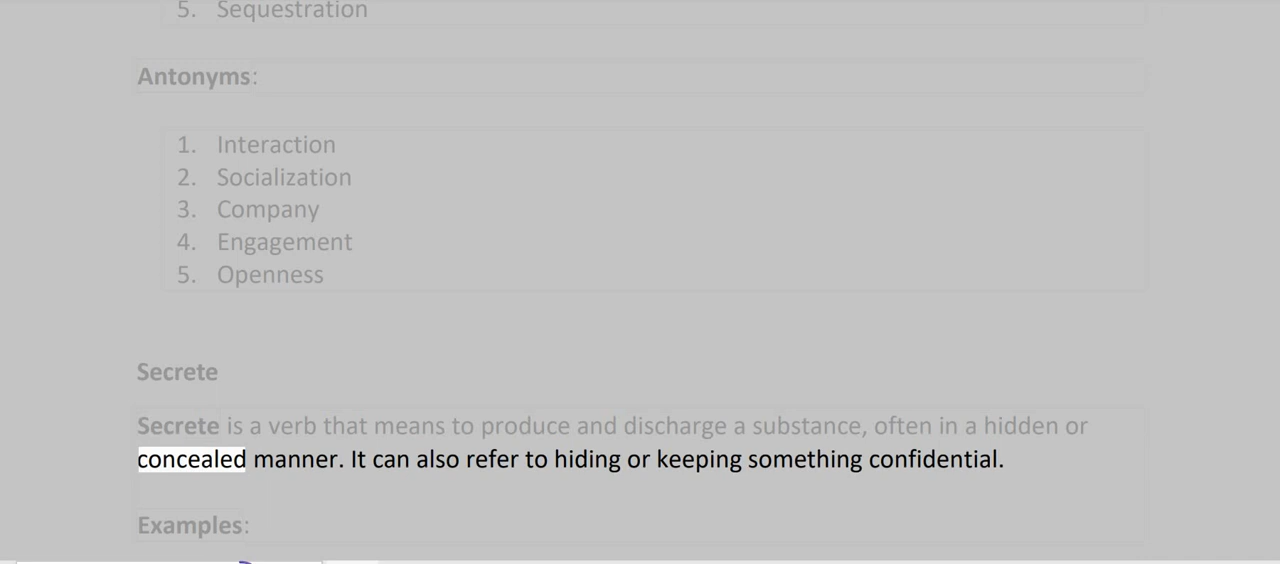 5. Sequestration
Antonyms:
1. Interaction
2. Socialization
3. Company
4. Engagement
5. Openness
Secrete
Secrete is a verb that means to produce and discharge a substance, often in a hidden or
concealed manner. It can also refer to hiding or keeping something confidential.
Examples: